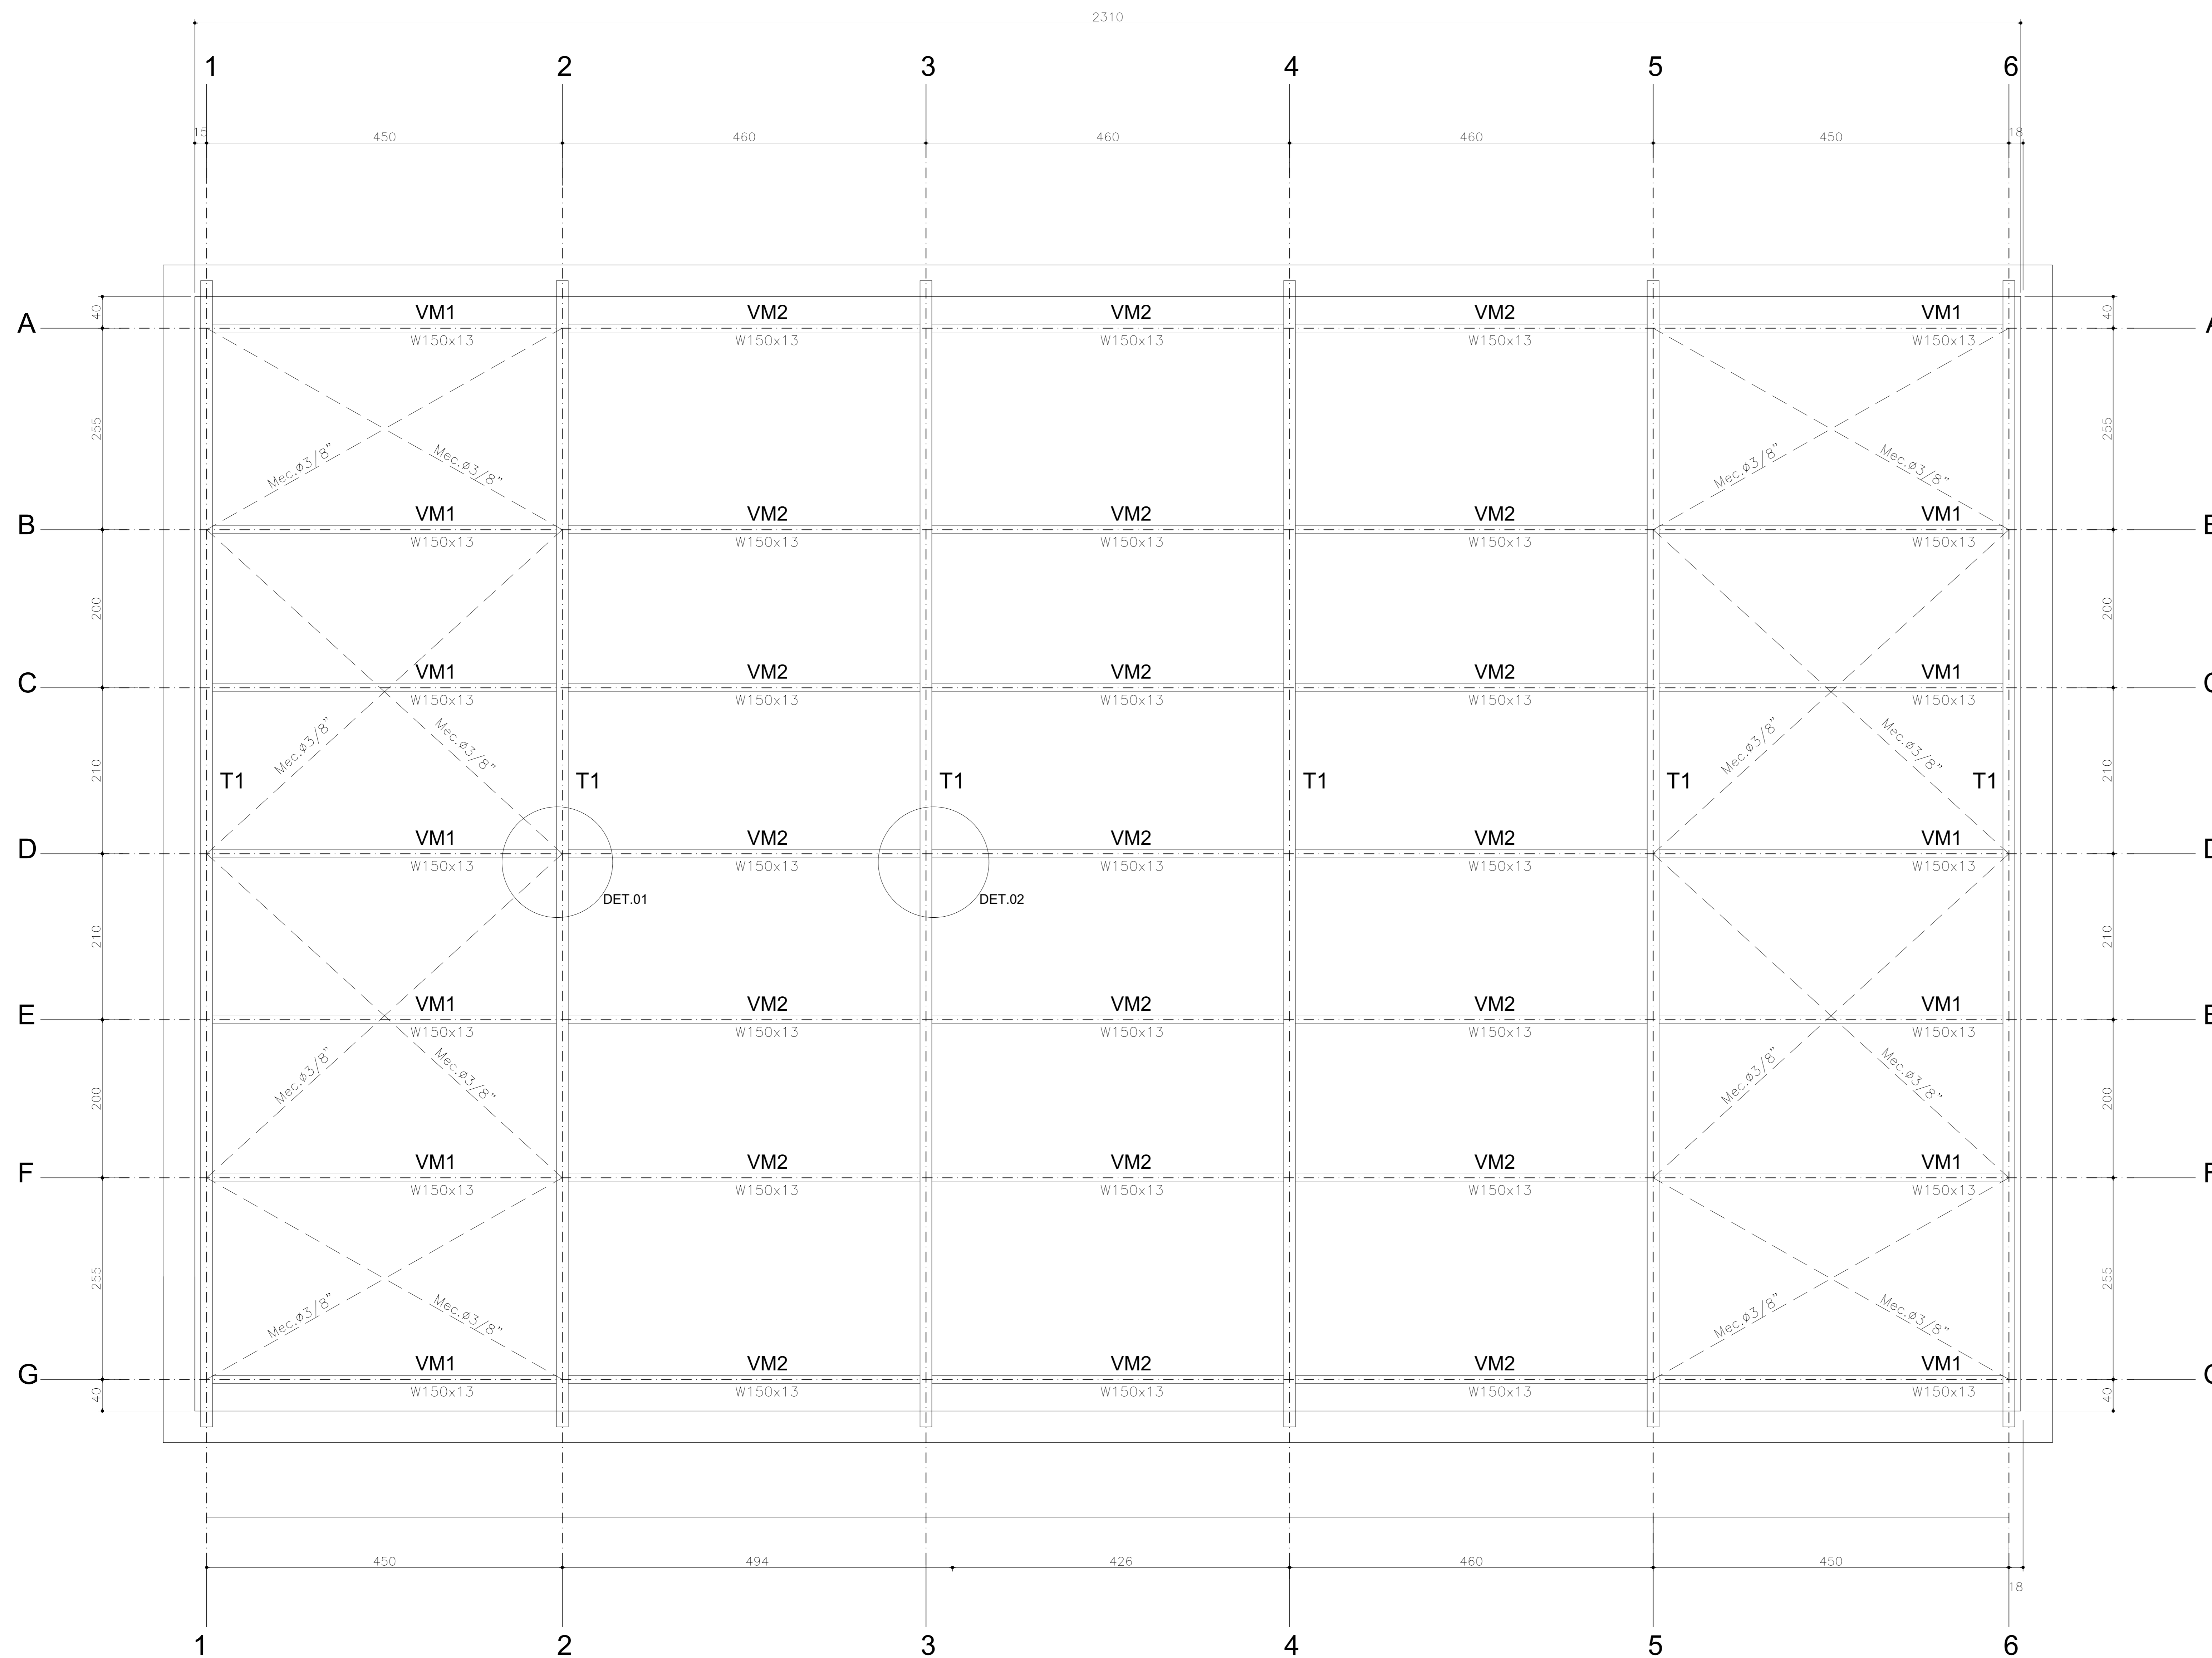 2310
1 2 3 4 5 6
15 450 460 460 460 450 18
40 40
A VM1 VM2 VM2 VM2 VM1 A
W150x13 W150x13 W150x13 W150x13 W150x13
255 255
Mec.ø3/8" Mec.ø3/8" Mec.ø3/8" Mec.ø3/8"
B VM1 VM2 VM2 VM2 VM1
W150x13 W150x13 W150x13 W150x13 W150x13
200 200
C VM1 VM2 VM2 VM2 VM1
W150x13 W150x13 W150x13 W150x13 W150x13
Mec.ø3/8" Mec.ø3/8" Mec.ø3/8" Mec.ø3/8"
210 210
T1 T1 T1 T1 T1 T1
D VM1 VM2 VM2 VM2 VM1
W150x13 W150x13 W150x13 W150x13 W150x13
DET.01 DET.02
210 210
E VM1 VM2 VM2 VM2 VM1
W150x13 W150x13 W150x13 W150x13 W150x13
Mec.ø3/8" Mec.ø3/8" Mec.ø3/8" Mec.ø3/8"
200 200
F VM1 VM2 VM2 VM2 VM1
W150x13 W150x13 W150x13 W150x13 W150x13
255 255
Mec.ø3/8" Mec.ø3/8" Mec.ø3/8" Mec.ø3/8"
G VM1 VM2 VM2 VM2 VM1
W150x13 W150x13 W150x13 W150x13 W150x13
40 40
450 494 426 460 450
18
1 2 3 4 5 6